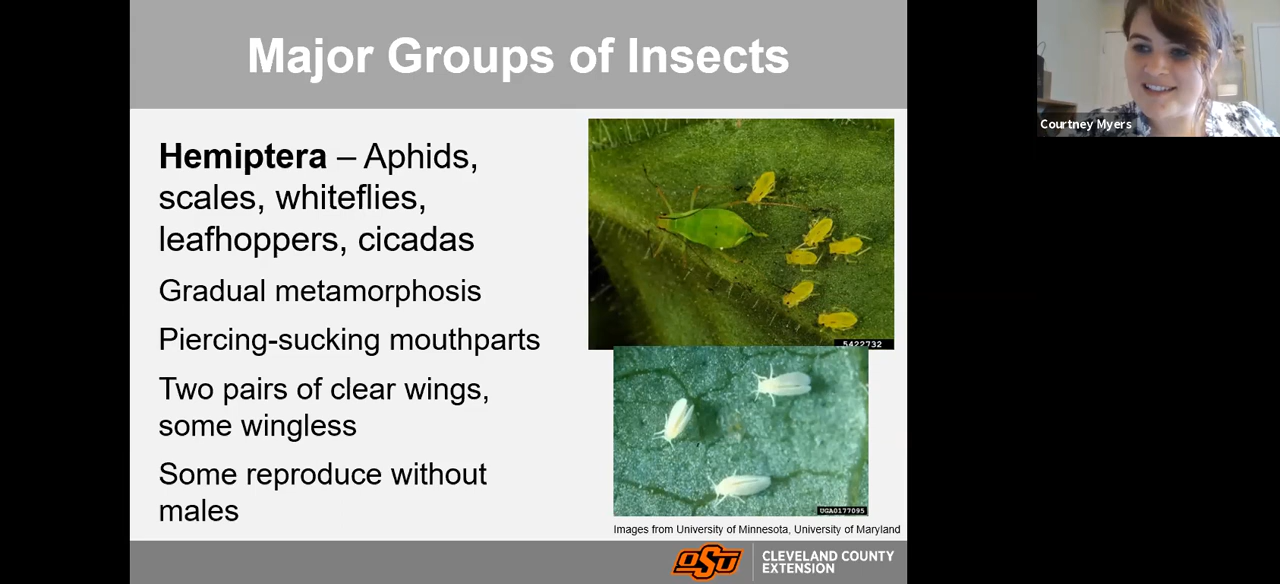 Major Groups of Insects
Courtney Myers
Hemiptera – Aphids,
scales, whiteflies,
leafhoppers, cicadas
Gradual metamorphosis
Piercing-sucking mouthparts
Two pairs of clear wings,
some wingless
Some reproduce without
males
5422732
UGA0177095
Images from University of Minnesota, University of Maryland
OSU
CLEVELAND COUNTY
EXTENSION